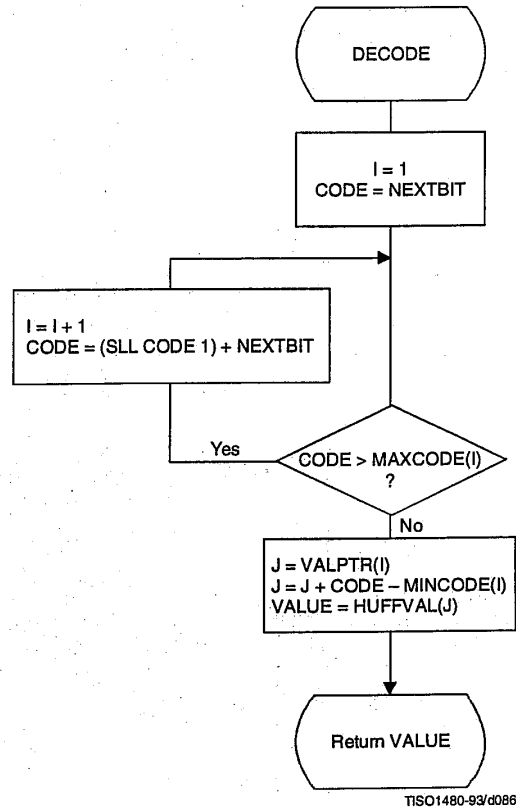 DECODE
I = 1
CODE = NEXTBIT
I = I + 1
CODE = (SLL CODE 1) + NEXTBIT
Yes
CODE > MAXCODE(I)
?
No
J = VALPTR(I)
J = J + CODE – MINCODE(I)
VALUE = HUFFVAL(J)
Return VALUE
TISO1480-93/d086